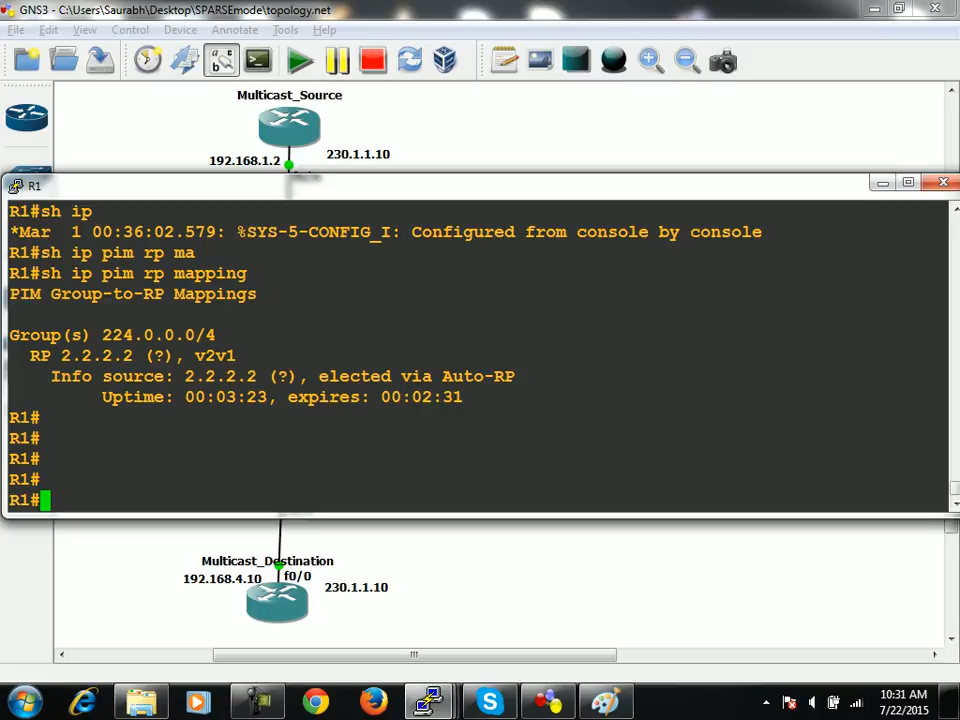 GNS3 - C:\Users\Saurabh\Desktop\SPARSEmode\topology.net
File Edit View Control Device Annotate Tools Help
Multicast_Source
192.168.1.2
230.1.1.10
R1
R1#sh ip
*Mar 1 00:36:02.579: %SYS-5-CONFIG_I: Configured from console by console
R1#sh ip pim rp ma
R1#sh ip pim rp mapping
PIM Group-to-RP Mappings
Group(s) 224.0.0.0/4
RP 2.2.2.2 (?), v2v1
Info source: 2.2.2.2 (?), elected via Auto-RP
Uptime: 00:03:23, expires: 00:02:31
R1#
R1#
R1#
R1#
R1#
Multicast_Destination
192.168.4.10
f0/0
230.1.1.10
10:31 AM
7/22/2015